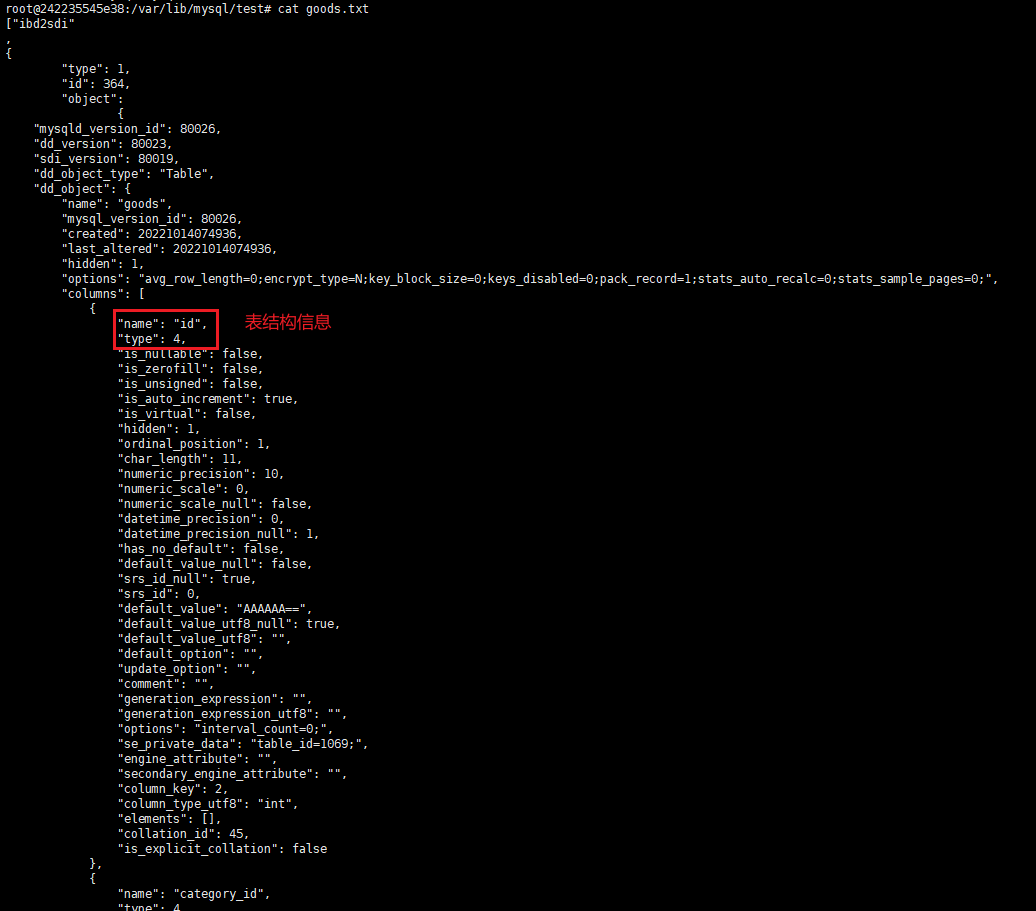 root@242235545e38:/var/lib/mysql/test# cat goods.txt
["ibd2sdi"
,
{
"type": 1,
"id": 364,
"object":
{
"mysqld_version_id": 80026,
"dd_version": 80023,
"sdi_version": 80019,
"dd_object_type": "Table",
"dd_object": {
"name": "goods",
"mysql_version_id": 80026,
"created": 20221014074936,
"last_altered": 20221014074936,
"hidden": 1,
"options": "avg_row_length=0;encrypt_type=N;key_block_size=0;keys_disabled=0;pack_record=1;stats_auto_recalc=0;stats_sample_pages=0;",
"columns": [
{
"name": "id", 表结构信息
"type": 4,
"is_nullable": false,
"is_zerofill": false,
"is_unsigned": false,
"is_auto_increment": true,
"is_virtual": false,
"hidden": 1,
"ordinal_position": 1,
"char_length": 11,
"numeric_precision": 10,
"numeric_scale": 0,
"numeric_scale_null": false,
"datetime_precision": 0,
"datetime_precision_null": 1,
"has_no_default": false,
"default_value_null": false,
"srs_id_null": true,
"srs_id": 0,
"default_value": "AAAAAA==",
"default_value_utf8_null": true,
"default_value_utf8": "",
"default_option": "",
"update_option": "",
"comment": "",
"generation_expression": "",
"generation_expression_utf8": "",
"options": "interval_count=0;",
"se_private_data": "table_id=1069;",
"engine_attribute": "",
"secondary_engine_attribute": "",
"column_key": 2,
"column_type_utf8": "int",
"elements": [],
"collation_id": 45,
"is_explicit_collation": false
},
{
"name": "category_id",
"type": 4